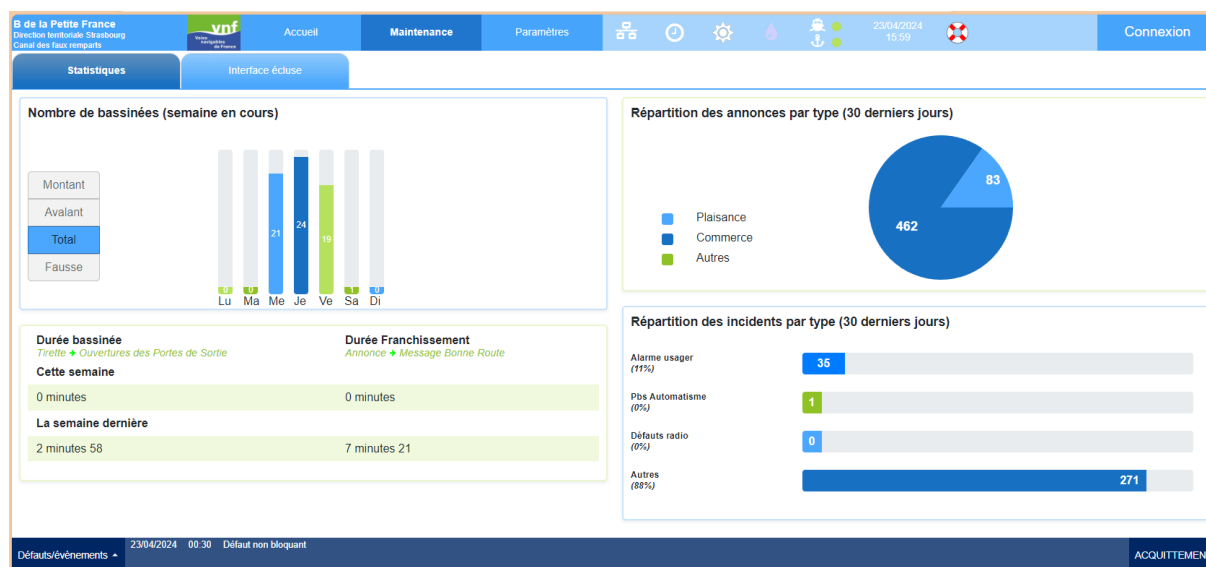 B de la Petite France
Direction territoriale Strasbourg
Canal des faux remparts
vnf
Voies
navigables
de France
Accueil
Maintenance
Paramètres
23/04/2024
15:59
Connexion
Statistiques
Interface écluse
Nombre de bassinées (semaine en cours)
Montant
Avalant
Total
Fausse
0 0 21 24 19 1 0
Lu Ma Me Je Ve Sa Di
Répartition des annonces par type (30 derniers jours)
83
462
Plaisance
Commerce
Autres
Durée bassinée
Tirette → Ouvertures des Portes de Sortie
Durée Franchissement
Annonce → Message Bonne Route
Cette semaine
0 minutes 0 minutes
La semaine dernière
2 minutes 58 7 minutes 21
Répartition des incidents par type (30 derniers jours)
Alarme usager
(11%)
35
Pbs Automatisme
(0%)
1
Défauts radio
(0%)
0
Autres
(88%)
271
Défauts/évènements
23/04/2024 00:30 Défaut non bloquant
ACQUITTEMEN